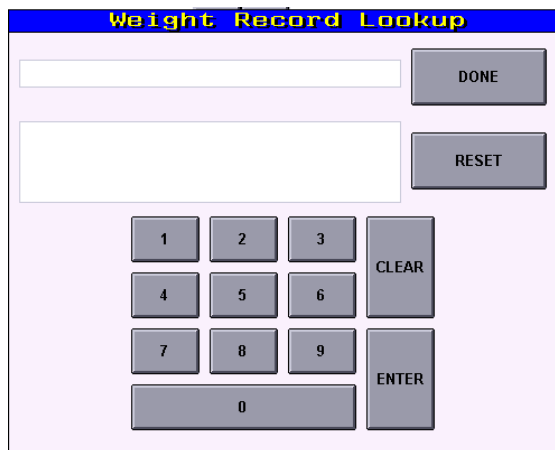 Weight Record Lookup
DONE
RESET
1 2 3
CLEAR
4 5 6
7 8 9
ENTER
0